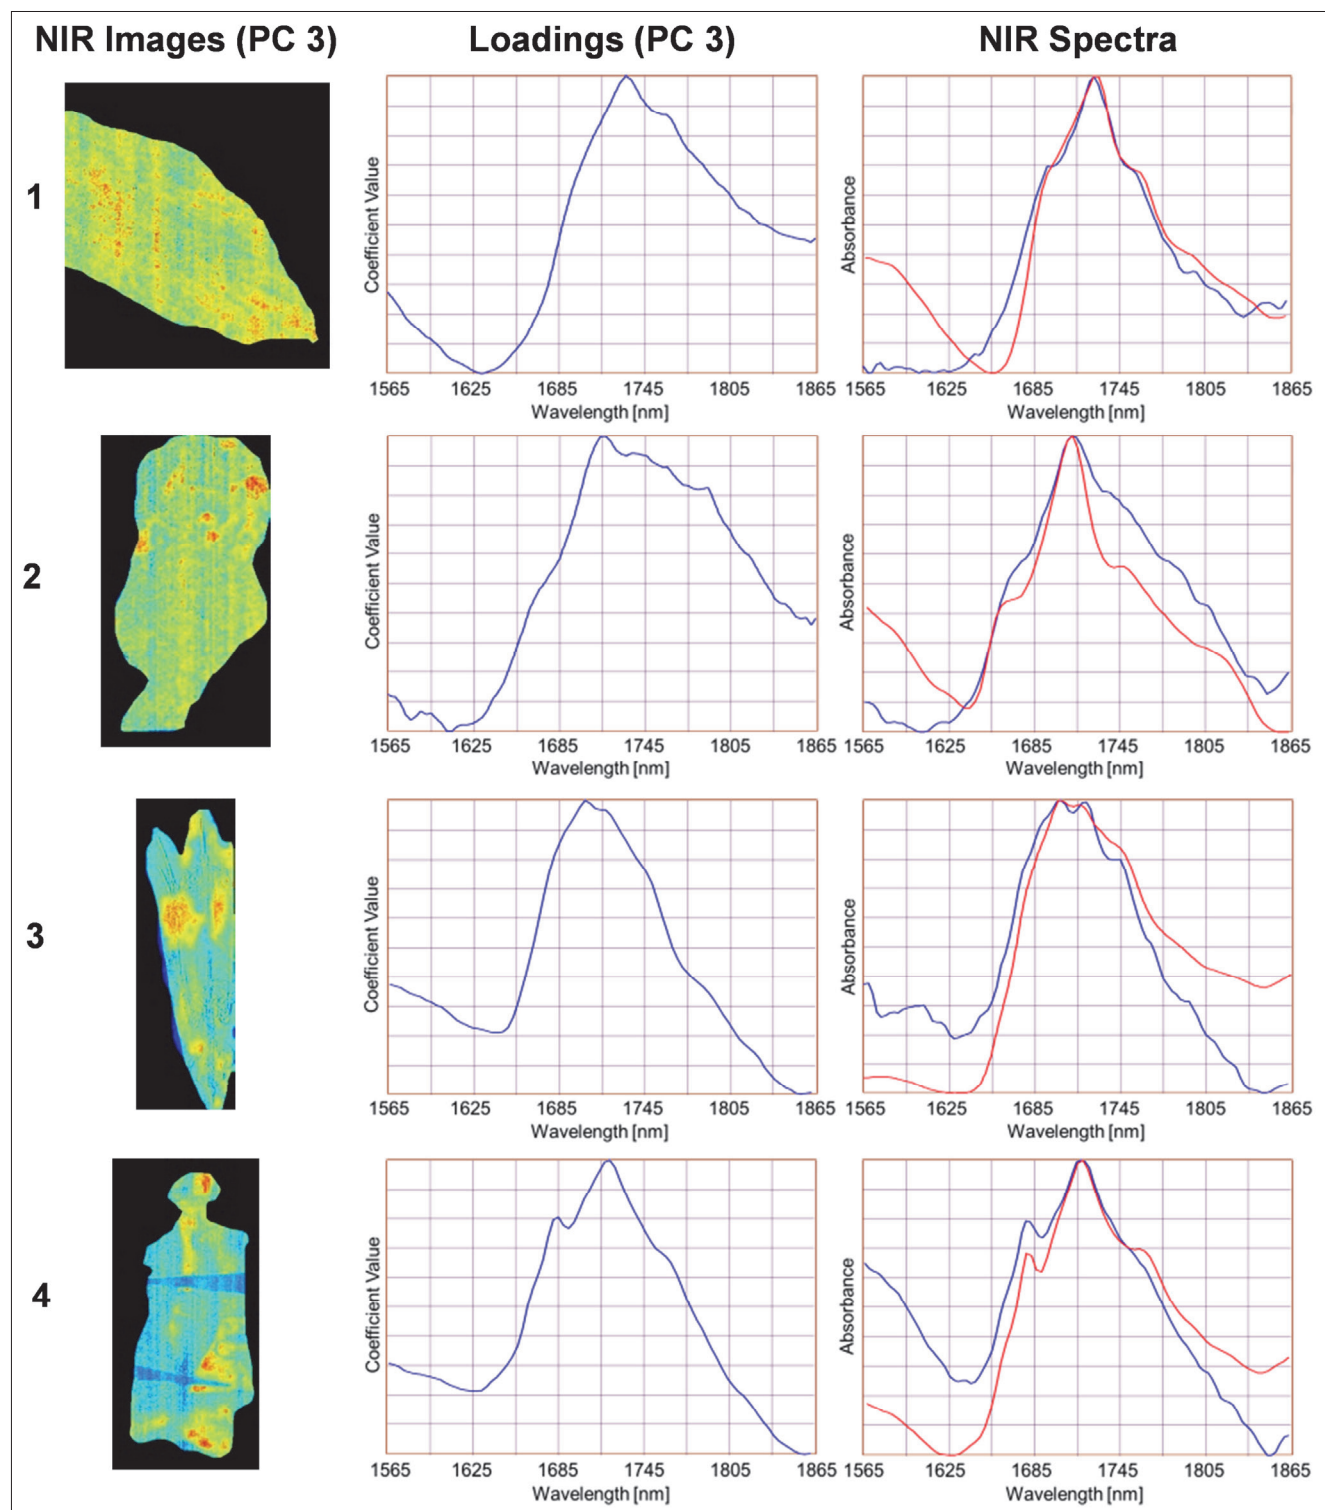 NIR Images (PC 3) Loadings (PC 3) NIR Spectra
1
Coefficient Value
1565 1625 1685 1745 1805 1865
Wavelength [nm]
Absorbance
1565 1625 1685 1745 1805 1865
Wavelength [nm]
2
Coefficient Value
1565 1625 1685 1745 1805 1865
Wavelength [nm]
Absorbance
1565 1625 1685 1745 1805 1865
Wavelength [nm]
3
Coefficient Value
1565 1625 1685 1745 1805 1865
Wavelength [nm]
Absorbance
1565 1625 1685 1745 1805 1865
Wavelength [nm]
4
Coefficient Value
1565 1625 1685 1745 1805 1865
Wavelength [nm]
Absorbance
1565 1625 1685 1745 1805 1865
Wavelength [nm]